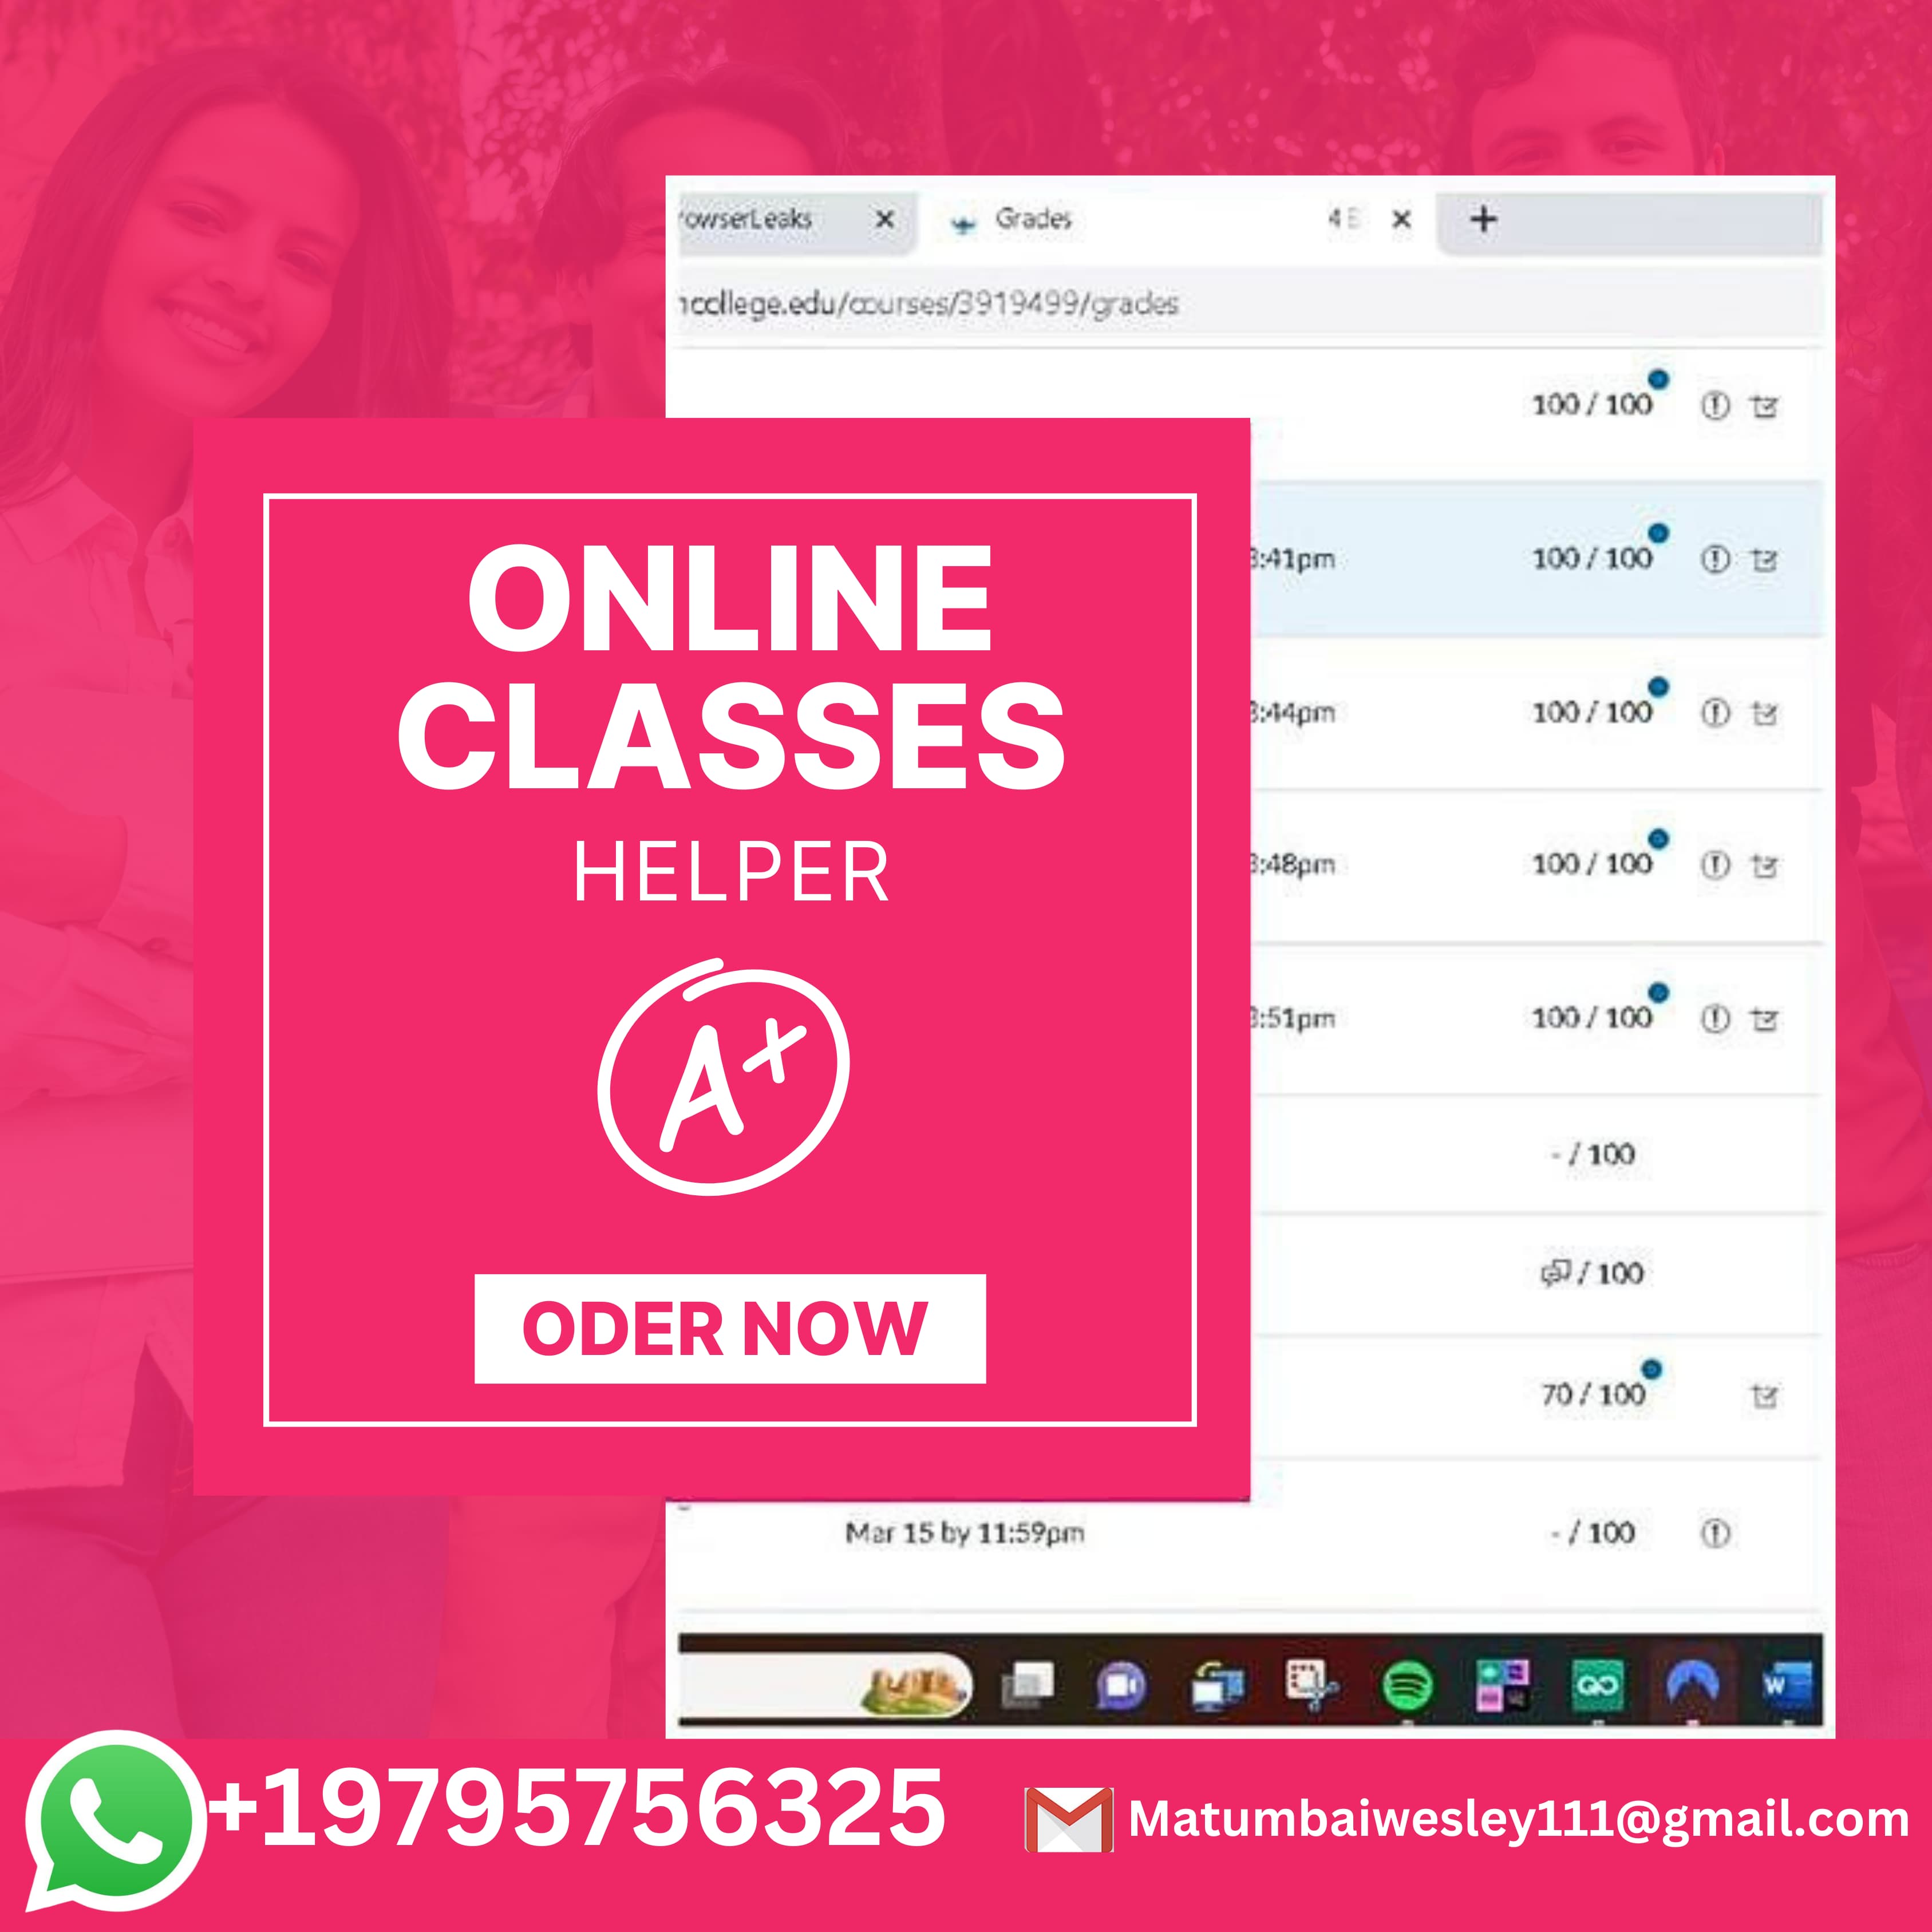 rowserLeaks
Grades
college.edu/courses/3919499/grades
100 / 100
:41pm
100 / 100
:44pm
100 / 100
:48pm
100 / 100
:51pm
100 / 100
- / 100
/ 100
70 / 100
Mar 15 by 11:59pm
- / 100
ONLINE
CLASSES
HELPER
A+
ODER NOW
W
+19795756325
Matumbaiwesley111@gmail.com